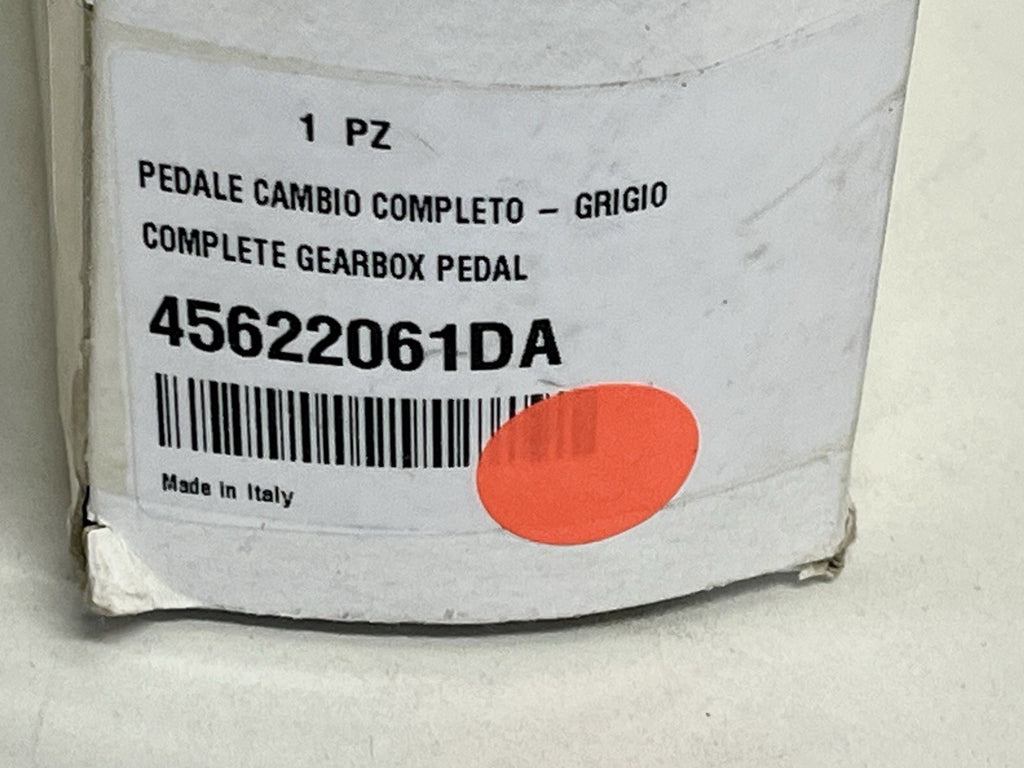 1 PZ
PEDALE CAMBIO COMPLETO – GRIGIO
COMPLETE GEARBOX PEDAL
45622061DA
Made in Italy